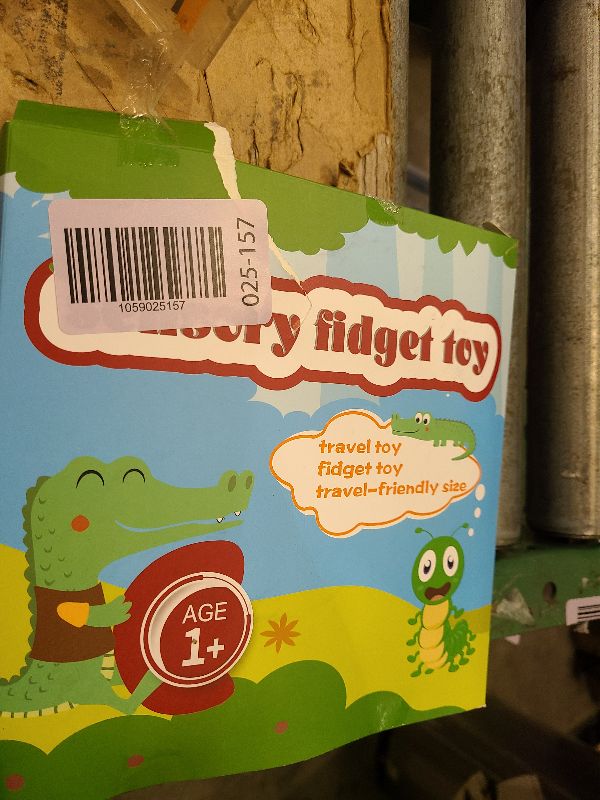 1059025157
025-157
fidget toy
travel toy
fidget toy
travel-friendly size
AGE
1+